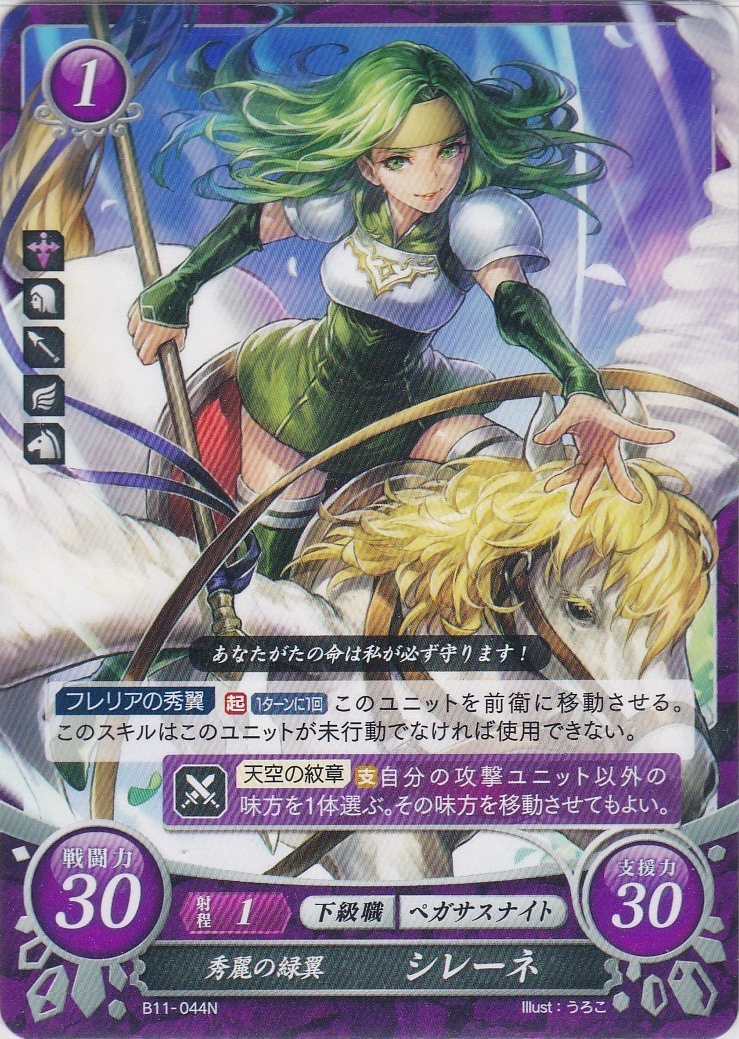 1
あなたがたの命は私が必ず守ります!
フレリアの秀翼 起 1ターンに1回 このユニットを前衛に移動させる。
このスキルはこのユニットが未行動でなければ使用できない。
天空の紋章 支 自分の攻撃ユニット以外の
味方を1体選ぶ。その味方を移動させてもよい。
戦闘力
30
射程 1
下級職 ペガサスナイト
支援力
30
秀麗の緑翼 シレーネ
B11-044N
Illust:うろこ